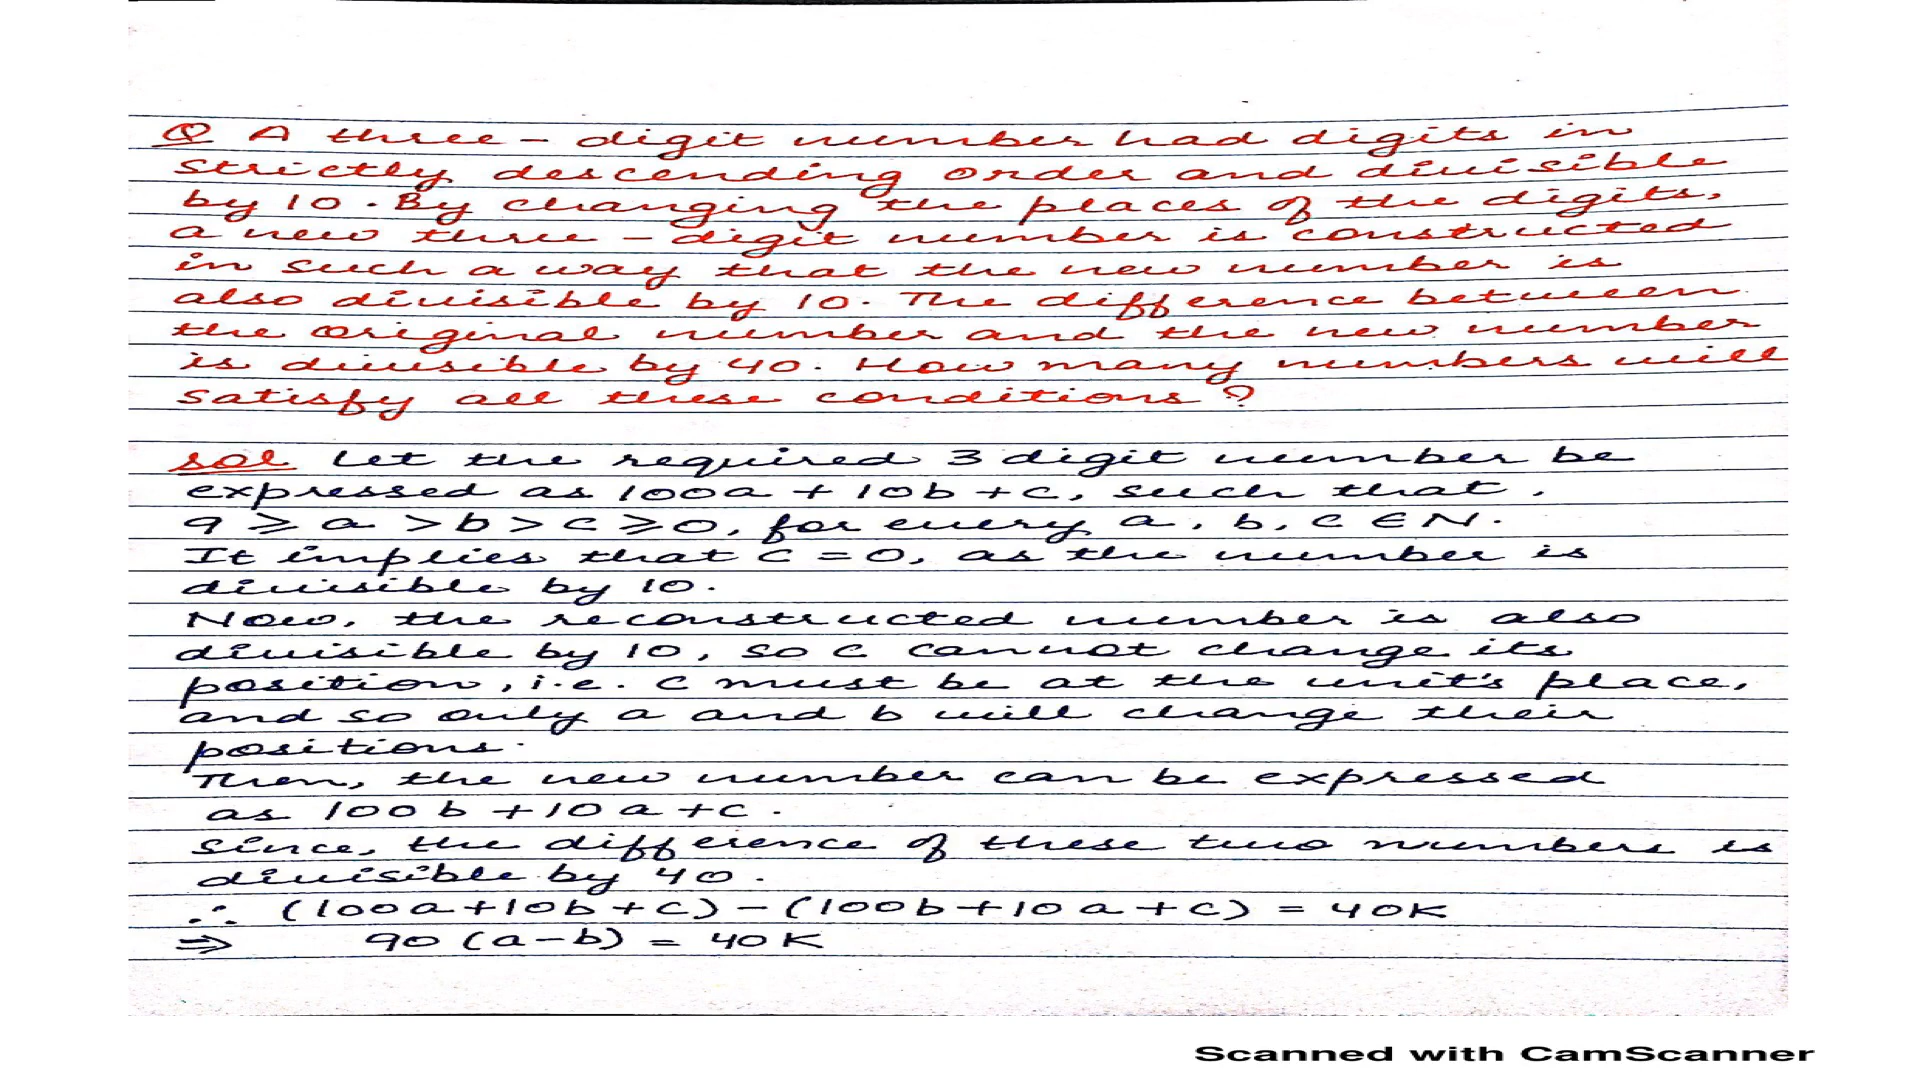 Q A three - digit number had digits in
strictly descending order and divisible
by 10. By changing the places of the digits,
a new three - digit number is constructed
in such a way that the new number is
also divisible by 10. The difference between
the original number and the new number
is divisible by 40. How many numbers will
satisfy all these conditions?
Sol Let the required 3 digit number be
expressed as 100a + 10b + c, such that,
9 ≥ a > b > c ≥ 0, for every a, b, c ∈ N.
It implies that c = 0, as the number is
divisible by 10.
Now, the reconstructed number is also
divisible by 10, so c cannot change its
position, i.e. c must be at the unit's place,
and so only a and b will change their
positions.
Then, the new number can be expressed
as 100b + 10a + c.
Since, the difference of these two numbers is
divisible by 40.
∴ (100a + 10b + c) - (100b + 10a + c) = 40K
⇒ 90 (a - b) = 40K
Scanned with CamScanner